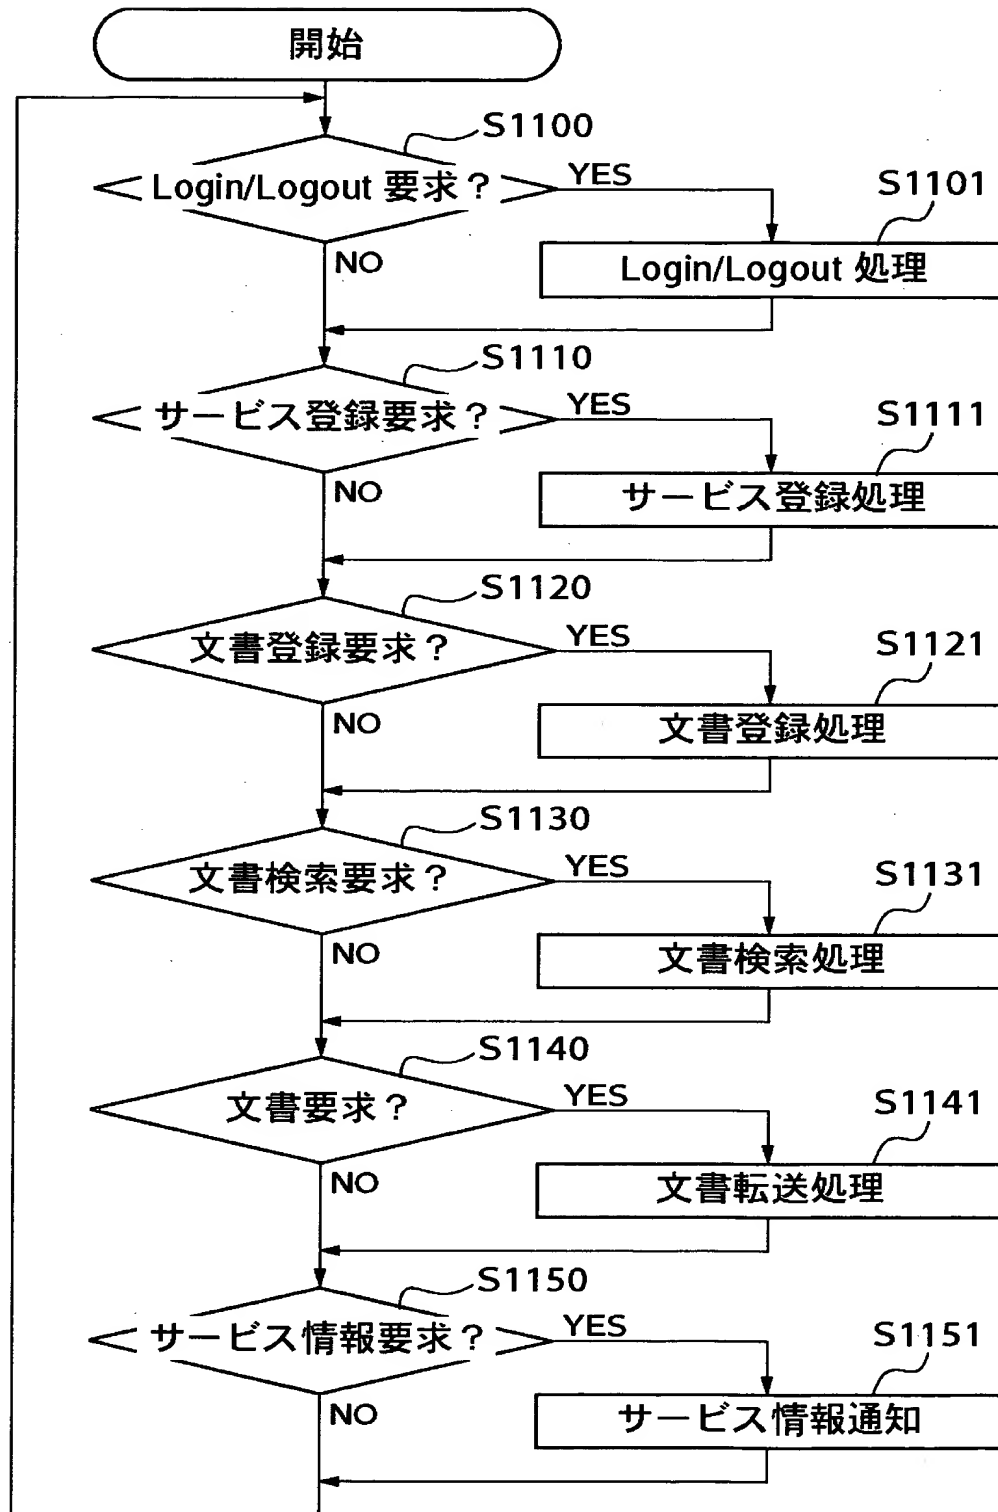 開始
S1100
Login/Logout 要求？
YES
S1101
NO
Login/Logout 処理
S1110
サービス登録要求？
YES
S1111
NO
サービス登録処理
S1120
文書登録要求？
YES
S1121
NO
文書登録処理
S1130
文書検索要求？
YES
S1131
NO
文書検索処理
S1140
文書要求？
YES
S1141
NO
文書転送処理
S1150
サービス情報要求？
YES
S1151
NO
サービス情報通知